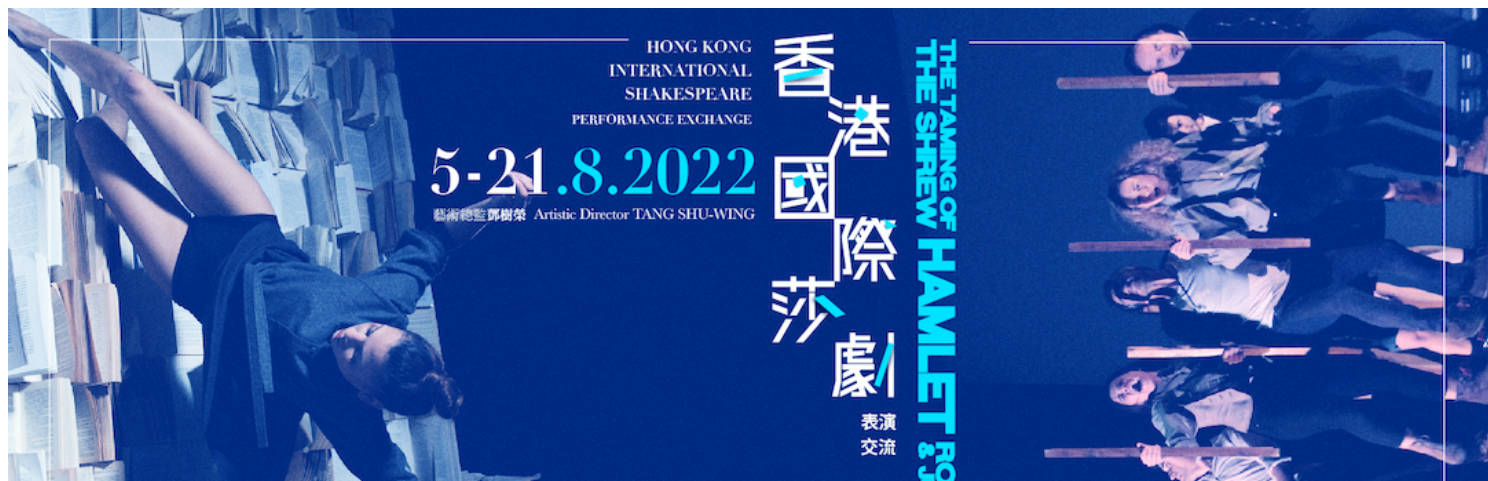 HONG KONG
INTERNATIONAL
SHAKESPEARE
PERFORMANCE EXCHANGE
5-21.8.2022
藝術總監鄧樹榮 Artistic Director TANG SHU-WING
香港國際莎劇
表演
交流
THE TAMING OF
THE SHREW
HAMLET
RO
& J